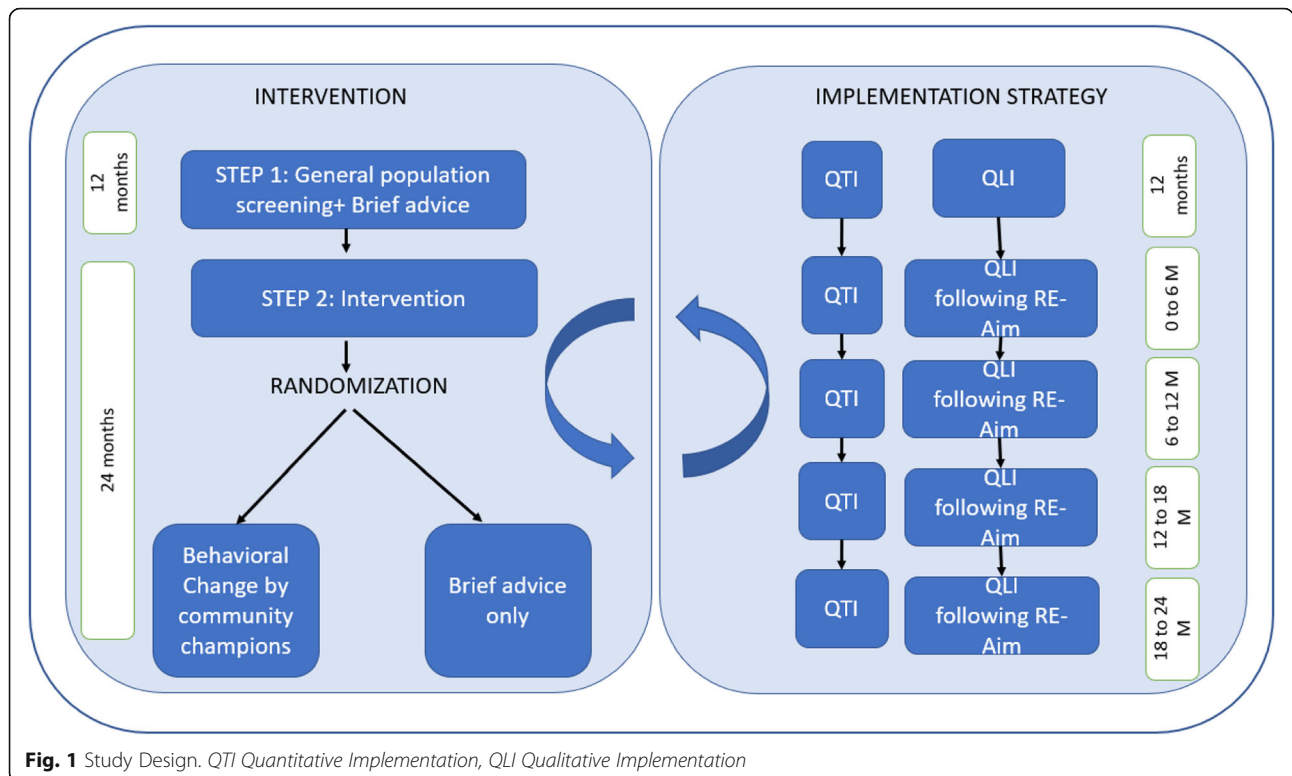 INTERVENTION
12
months
STEP 1: General population
screening+ Brief advice
24 months
STEP 2: Intervention
RANDOMIZATION
Behavioral
Change by
community
champions
Brief advice
only
IMPLEMENTATION STRATEGY
QTI
QLI
12
months
QTI
QLI
following RE-
Aim
0 to 6 M
QTI
QLI
following RE-
Aim
6 to 12 M
QTI
QLI
following RE-
Aim
12 to 18
M
QTI
QLI
following RE-
Aim
18 to 24
M
Fig. 1 Study Design. QTI Quantitative Implementation, QLI Qualitative Implementation